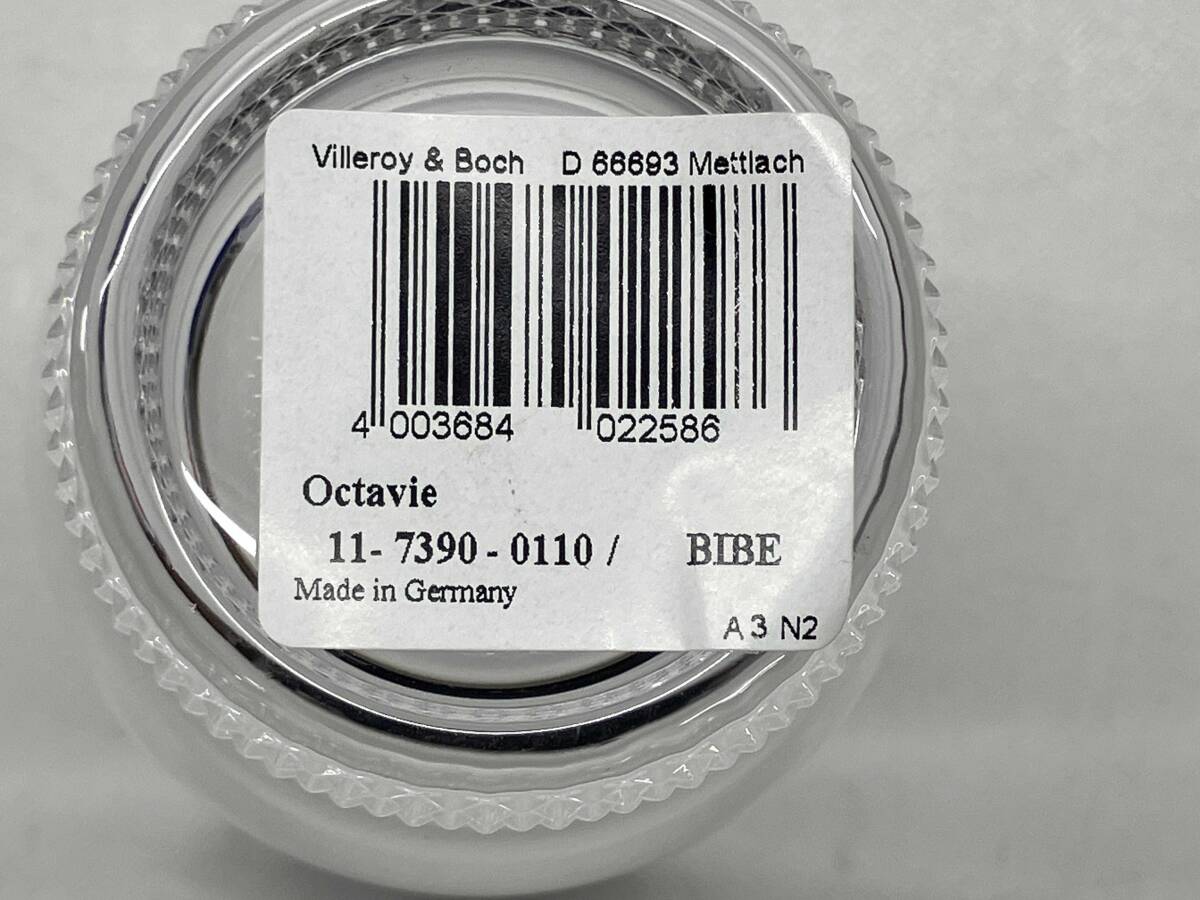 Villeroy & Boch D 66693 Mettlach
4 003684 022586
Octavie
11- 7390 - 0110 / BIBE
Made in Germany
A 3 N2